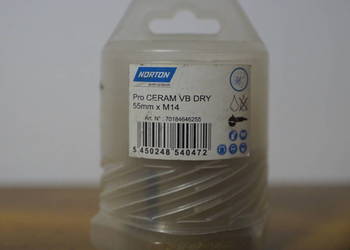 NORTON
Pro CERAM VB DRY
55mm x M14
Art. N° : 70184646255
5 450248 540472